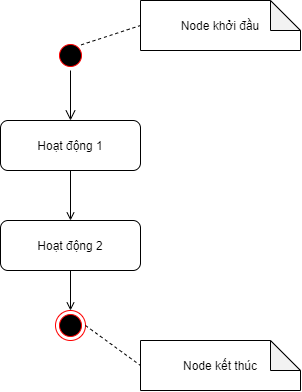 Node khởi đầu
Hoạt động 1
Hoạt động 2
Node kết thúc